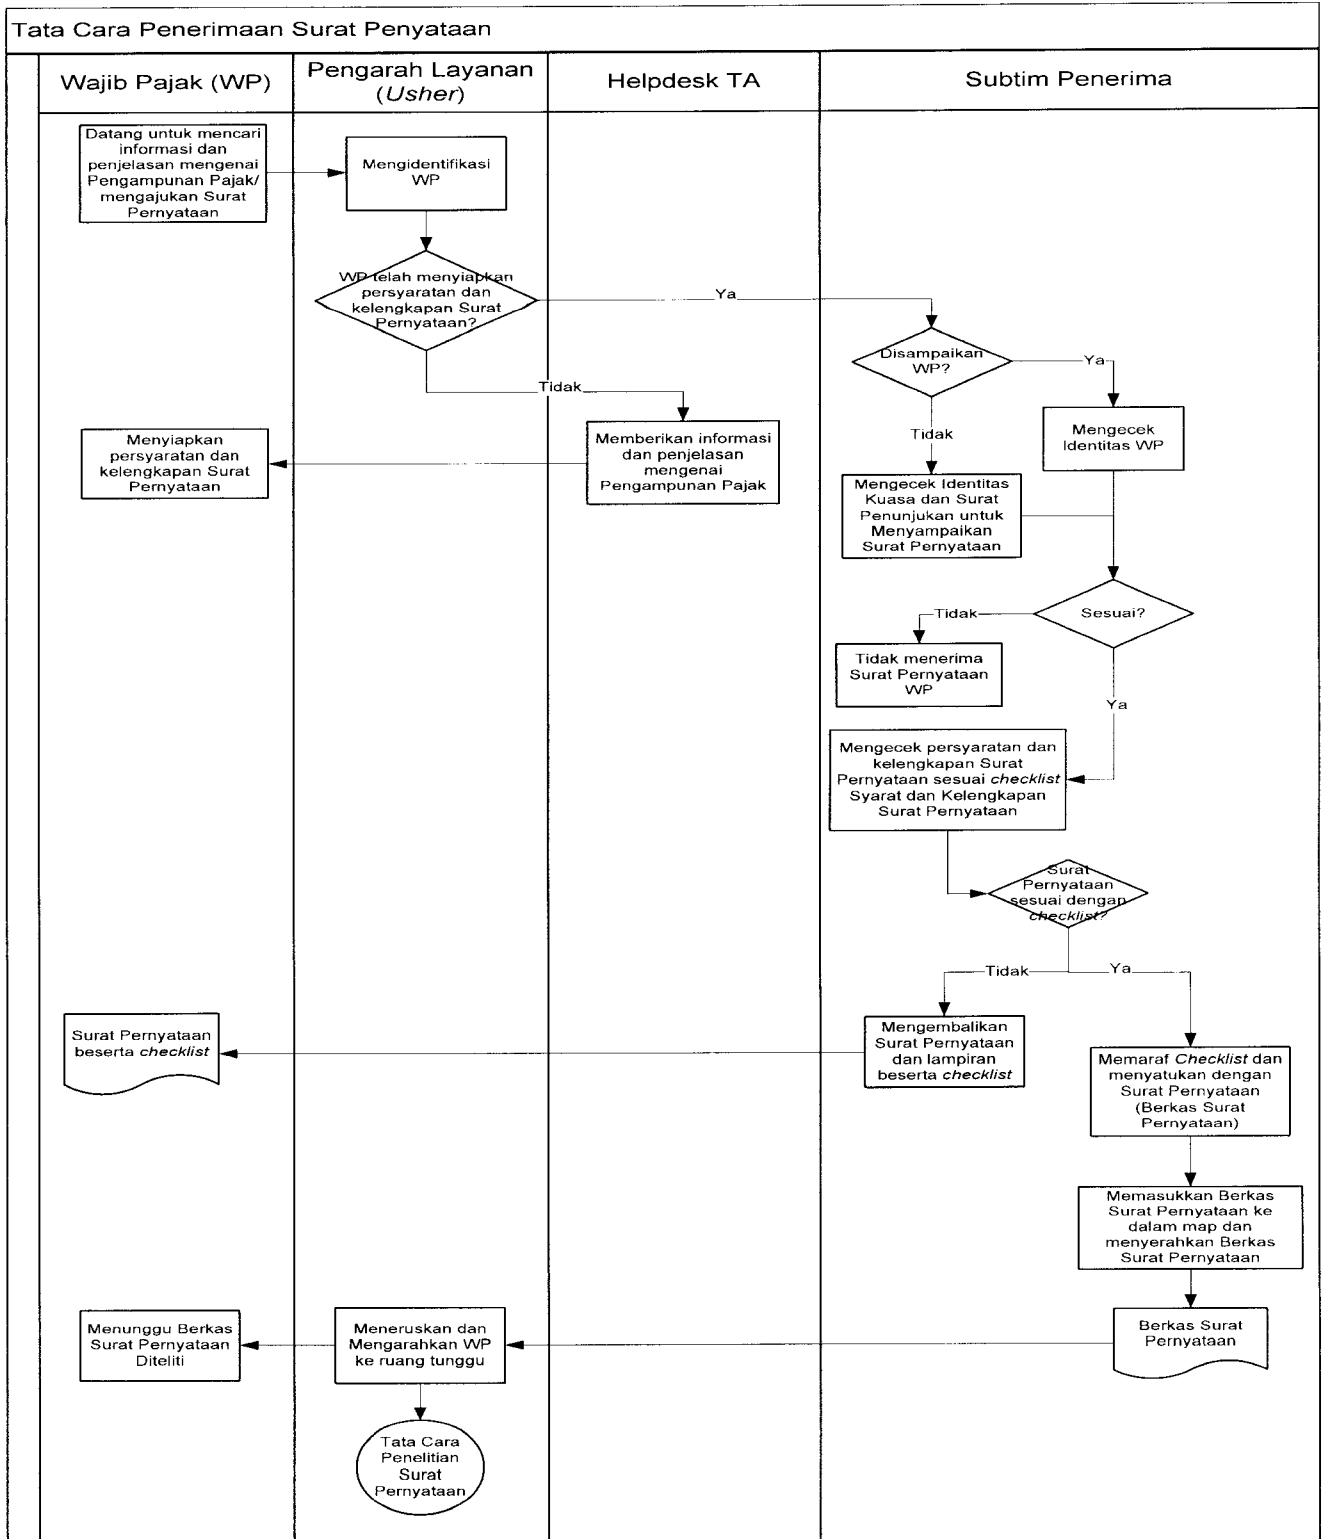 Tata Cara Penerimaan Surat Penyataan
Wajib Pajak (WP)
Pengarah Layanan
(Usher)
Helpdesk TA
Subtim Penerima
Datang untuk mencari
informasi dan
penjelasan mengenai
Pengampunan Pajak/
mengajukan Surat
Pernyataan
Mengidentifikasi
WP
WP telah menyiapkan
persyaratan dan
kelengkapan Surat
Pernyataan?
Ya
Disampaikan
WP?
Ya
Tidak
Tidak
Mengecek
Identitas WP
Menyiapkan
persyaratan dan
kelengkapan Surat
Pernyataan
Memberikan informasi
dan penjelasan
mengenai
Pengampunan Pajak
Mengecek Identitas
Kuasa dan Surat
Penunjukan untuk
Menyampaikan
Surat Pernyataan
Sesuai?
Tidak
Tidak menerima
Surat Pernyataan
WP
Ya
Mengecek persyaratan dan
kelengkapan Surat
Pernyataan sesuai checklist
Syarat dan Kelengkapan
Surat Pernyataan
Surat
Pernyataan
sesuai dengan
checklist?
Tidak
Ya
Surat Pernyataan
beserta checklist
Mengembalikan
Surat Pernyataan
dan lampiran
beserta checklist
Memaraf Checklist dan
menyatukan dengan
Surat Pernyataan
(Berkas Surat
Pernyataan)
Memasukkan Berkas
Surat Pernyataan ke
dalam map dan
menyerahkan Berkas
Surat Pernyataan
Menunggu Berkas
Surat Pernyataan
Diteliti
Meneruskan dan
Mengarahkan WP
ke ruang tunggu
Berkas Surat
Pernyataan
Tata Cara
Penelitian
Surat
Pernyataan